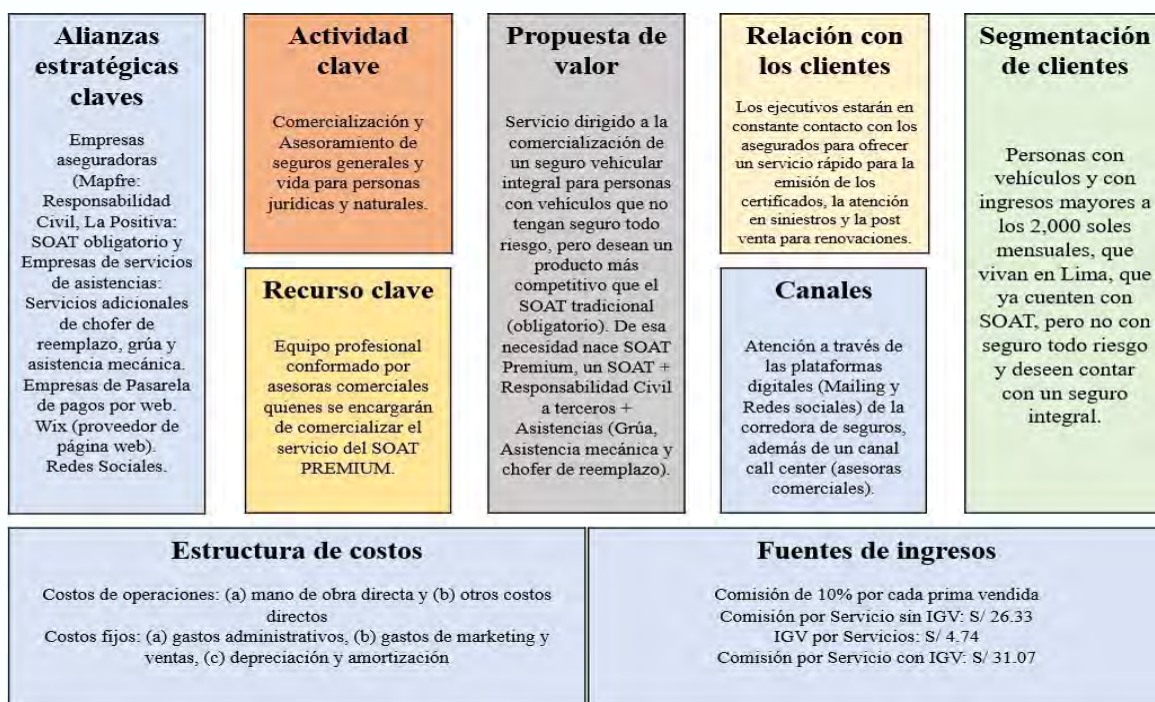 Alianzas
estratégicas
claves
Empresas
aseguradoras
(Mapfre:
Responsabilidad
Civil, La Positiva:
SOAT obligatorio y
Empresas de servicios
de asistencias:
Servicios adicionales
de chofer de
reemplazo, grúa y
asistencia mecánica.
Empresas de Pasarela
de pagos por web.
Wix (proveedor de
página web).
Redes Sociales.
Actividad
clave
Comercialización y
Asesoramiento de
seguros generales y
vida para personas
jurídicas y naturales.
Recurso clave
Equipo profesional
conformado por
asesoras comerciales
quienes se encargarán
de comercializar el
servicio del SOAT
PREMIUM.
Propuesta de
valor
Servicio dirigido a la
comercialización de
un seguro vehicular
integral para personas
con vehículos que no
tengan seguro todo
riesgo, pero desean un
producto más
competitivo que el
SOAT tradicional
(obligatorio). De esa
necesidad nace SOAT
Premium, un SOAT +
Responsabilidad Civil
a terceros +
Asistencias (Grúa,
Asistencia mecánica y
chofer de reemplazo).
Relación con
los clientes
Los ejecutivos estarán en
constante contacto con los
asegurados para ofrecer
un servicio rápido para la
emisión de los
certificados, la atención
en siniestros y la post
venta para renovaciones.
Canales
Atención a través de
las plataformas
digitales (Mailing y
Redes sociales) de la
corredora de seguros,
además de un canal
call center (asesoras
comerciales).
Segmentación
de clientes
Personas con
vehículos y con
ingresos mayores a
los 2,000 soles
mensuales, que
vivan en Lima, que
ya cuenten con
SOAT, pero no con
seguro todo riesgo
y deseen contar
con un seguro
integral.
Estructura de costos
Costos de operaciones: (a) mano de obra directa y (b) otros costos
directos
Costos fijos: (a) gastos administrativos, (b) gastos de marketing y
ventas, (c) depreciación y amortización
Fuentes de ingresos
Comisión de 10% por cada prima vendida
Comisión por Servicio sin IGV: S/ 26.33
IGV por Servicios: S/ 4.74
Comisión por Servicio con IGV: S/ 31.07